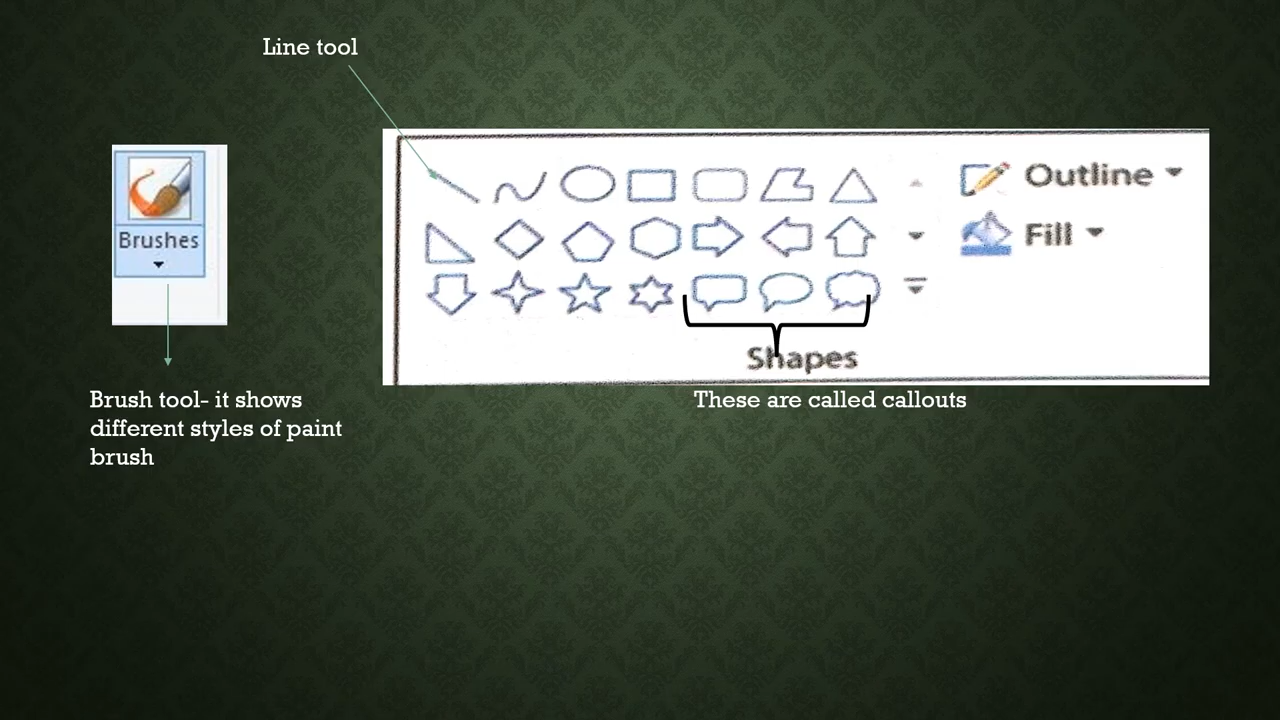 Line tool
Brushes
Outline
Fill
Shapes
Brush tool- it shows
different styles of paint
brush
These are called callouts